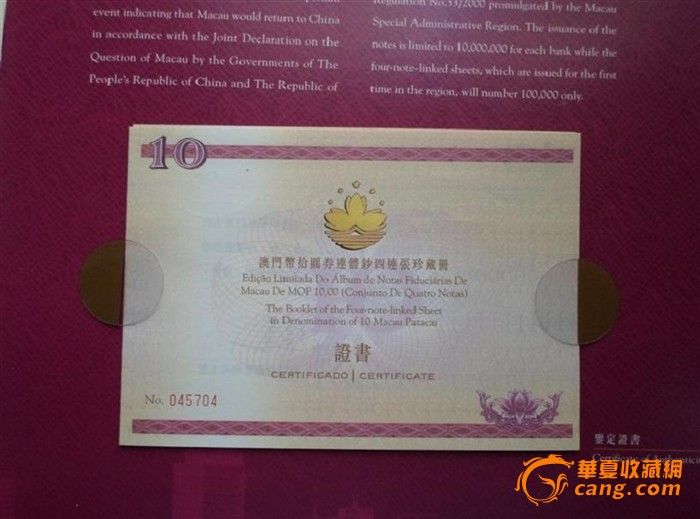 event indicating that Macau would return to China
in accordance with the Joint Declaration on the
Question of Macau by the Governments of The
People's Republic of China and The Republic of
Regulation No.53/2000 promulgated by the Macau
Special Administrative Region. The issuance of the
notes is limited to 10,000,000 for each bank while the
four-note-linked sheets, which are issued for the first
time in the region, will number 100,000 only.
10
澳門幣拾圓券連體鈔四連張珍藏冊
Edição Limitada Do Álbum de Notas Fiduciárias De
Macau De MOP 10,00 (Conjunto De Quatro Notas)
The Booklet of the Four-note-linked Sheet
in Denomination of 10 Macau Patacas
證書
CERTIFICADO | CERTIFICATE
No. 045704
鑒定證書
Certificate of Authenticity
華夏收藏網
cang.com